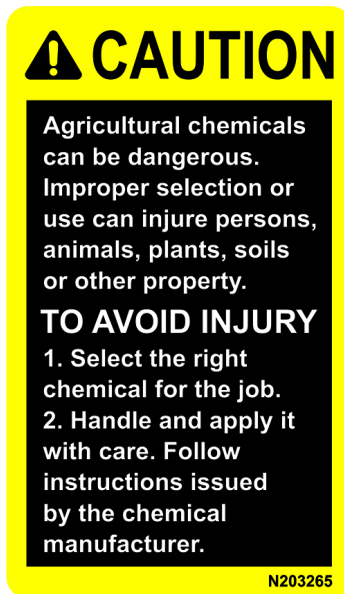 CAUTION
Agricultural chemicals
can be dangerous.
Improper selection or
use can injure persons,
animals, plants, soils
or other property.
TO AVOID INJURY
1. Select the right
chemical for the job.
2. Handle and apply it
with care. Follow
instructions issued
by the chemical
manufacturer.
N203265